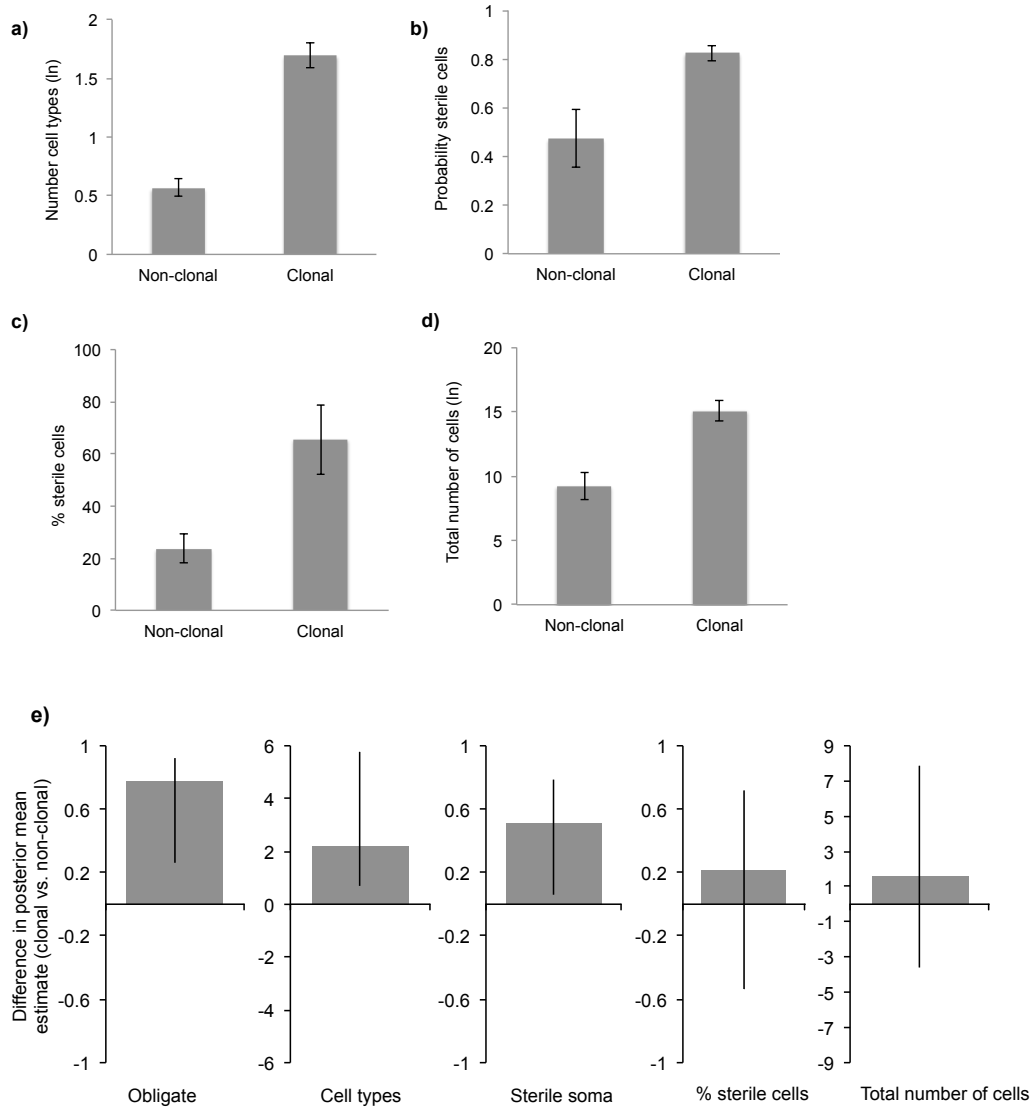 a)
Number cell types (ln)
2
1.5
1
0.5
0
Non-clonal
Clonal
b)
Probability sterile cells
1
0.8
0.6
0.4
0.2
0
Non-clonal
Clonal
c)
% sterile cells
100
80
60
40
20
0
Non-clonal
Clonal
d)
Total number of cells (ln)
20
15
10
5
0
Non-clonal
Clonal
e)
Difference in posterior mean
estimate (clonal vs. non-clonal)
1
0.6
0.2
-0.2
-0.6
-1
Obligate
6
4
2
0
-2
-4
-6
Cell types
1
0.6
0.2
-0.2
-0.6
-1
Sterile soma
1
0.6
0.2
-0.2
-0.6
-1
% sterile cells
9
7
5
3
1
-1
-3
-5
-7
-9
Total number of cells